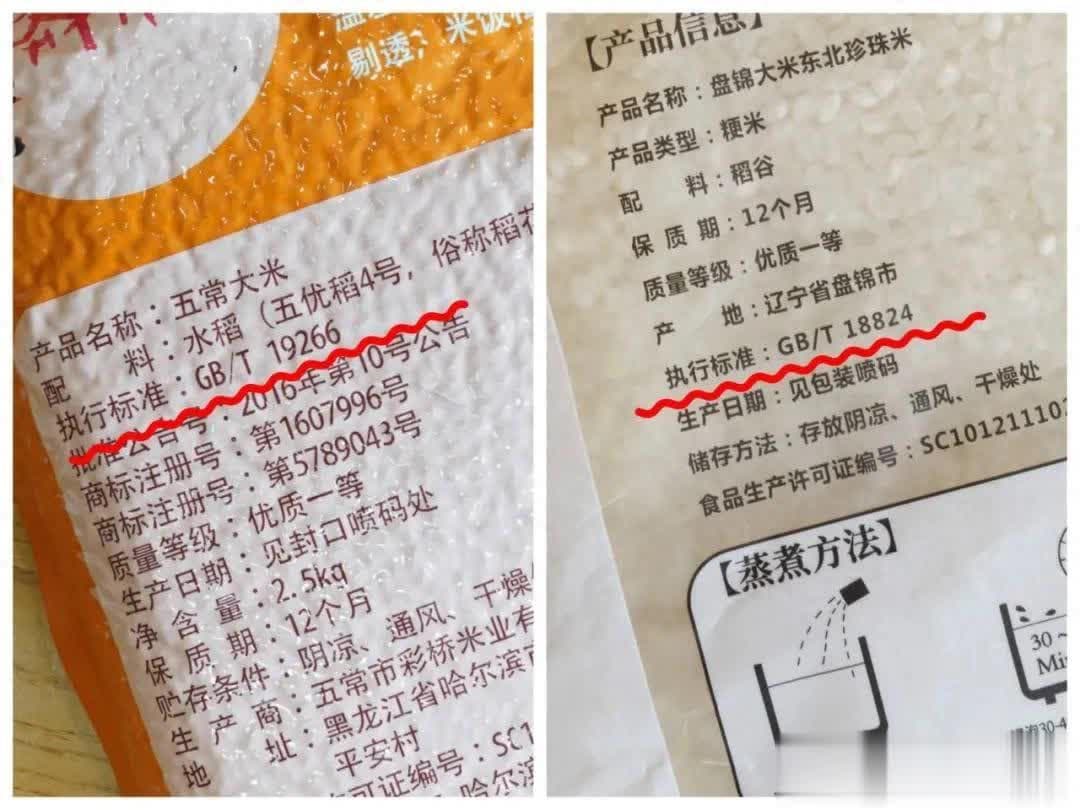 剔透；米饭
产品名称：五常大米
配 料：水稻（五优稻4号，俗称稻花
执行标准：GB/T 19266
批准公告号：2016年第10号公告
商标注册号：第1607996号
商标注册号：第5789043号
质量等级：优质一等
生产日期：见封口喷码处
净 含 量：2.5kg
保 质 期：12个月
贮存条件：阴凉、通风、干燥
生 产 商：五常市彩桥米业有
地 址：黑龙江省哈尔滨市
平安村
可证编号：SC1
哈尔滨
【产品信息】
产品名称：盘锦大米东北珍珠米
产品类型：粳米
配 料：稻谷
保 质 期：12个月
质量等级：优质一等
产 地：辽宁省盘锦市
执行标准：GB/T 18824
生产日期：见包装喷码
储存方法：存放阴凉、通风、干燥处
食品生产许可证编号：SC101211110
【蒸煮方法】
30～
Min
泡30-4